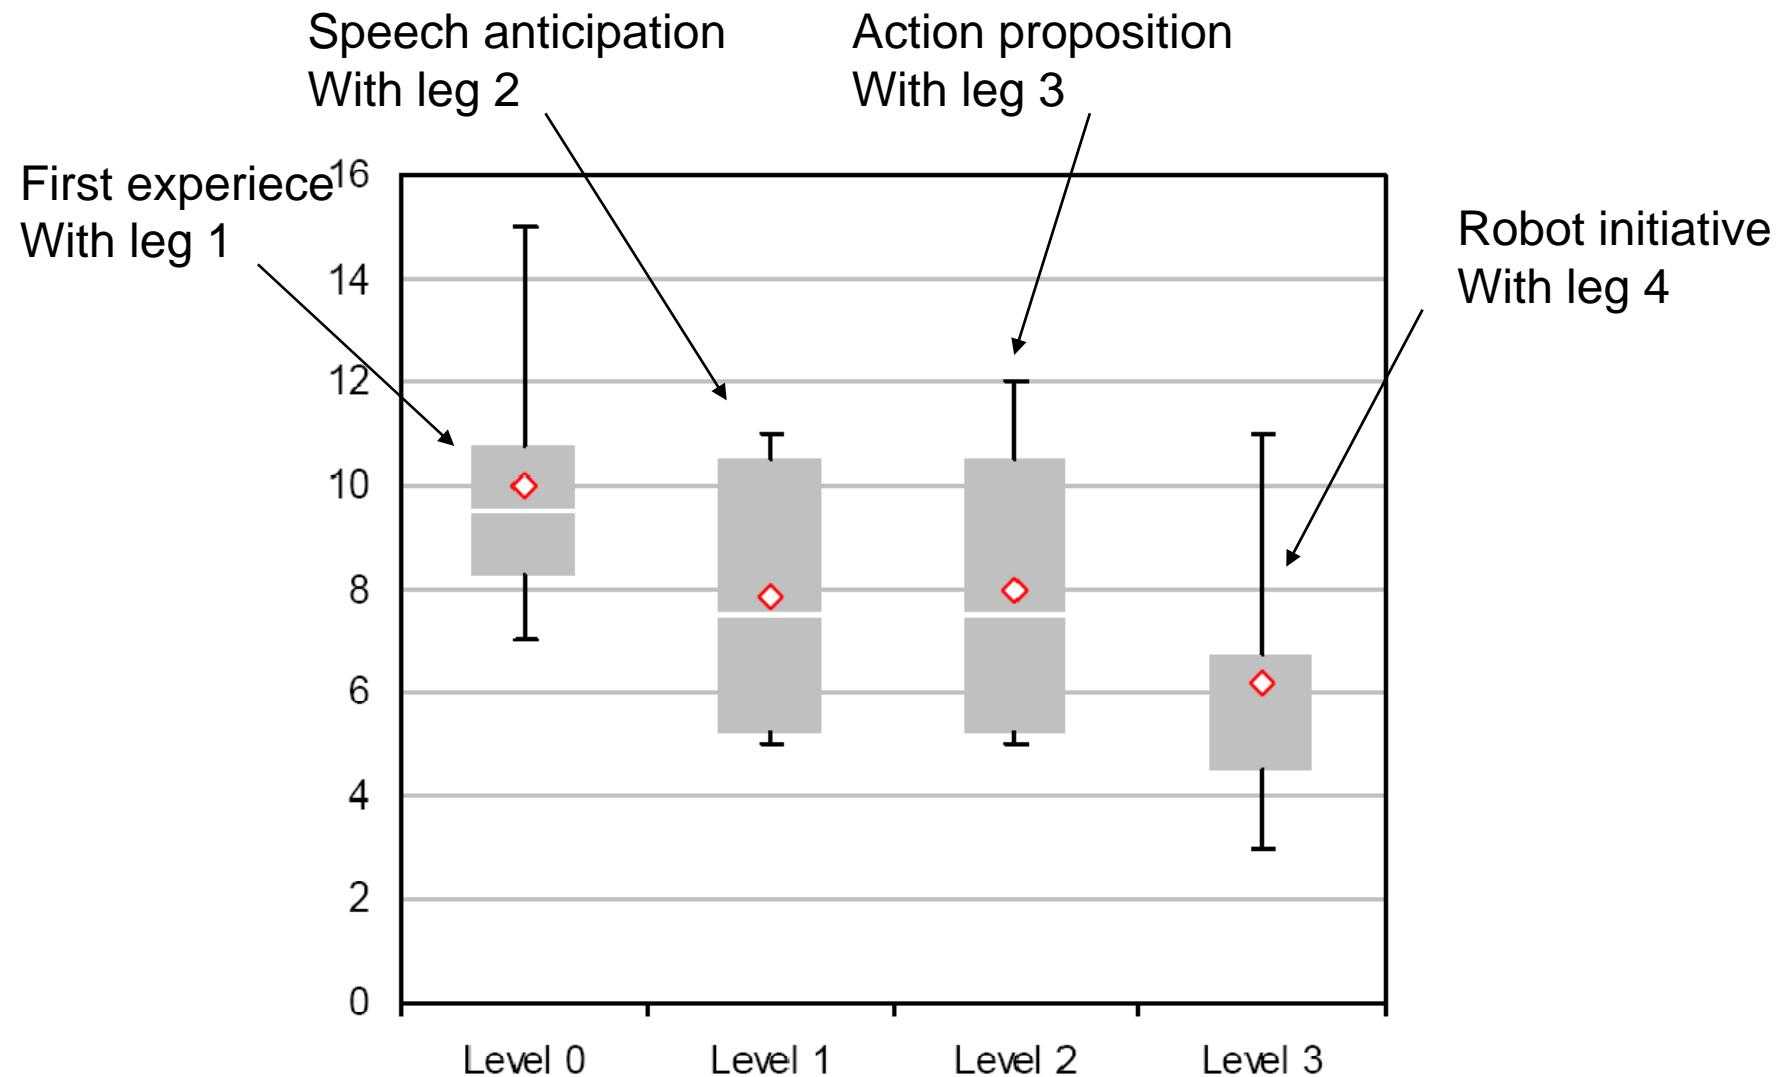 Speech anticipation
With leg 2
Action proposition
With leg 3
First experiece
With leg 1
Robot initiative
With leg 4
16
14
12
10
8
6
4
2
0
Level 0
Level 1
Level 2
Level 3